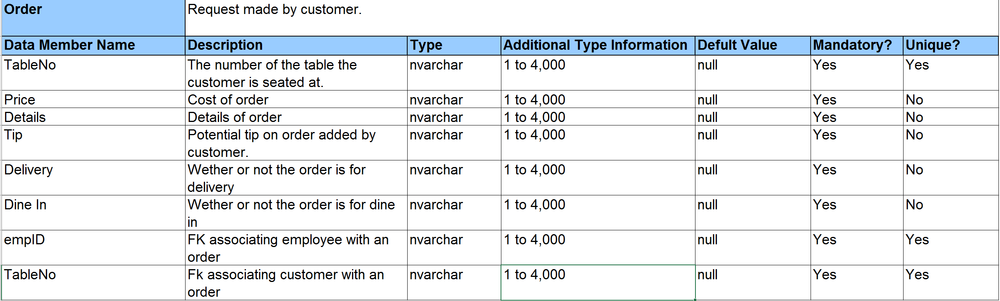 Order Request made by customer.
Data Member Name Description Type Additional Type Information Defult Value Mandatory? Unique?
TableNo The number of the table the nvarchar 1 to 4,000 null Yes Yes
customer is seated at.
Price Cost of order nvarchar 1 to 4,000 null Yes No
Details Details of order nvarchar 1 to 4,000 null Yes No
Tip Potential tip on order added by nvarchar 1 to 4,000 null Yes No
customer.
Delivery Wether or not the order is for nvarchar 1 to 4,000 null Yes No
delivery
Dine In Wether or not the order is for dine nvarchar 1 to 4,000 null Yes No
in
empID FK associating employee with an nvarchar 1 to 4,000 null Yes Yes
order
TableNo Fk associating customer with an nvarchar 1 to 4,000 null Yes Yes
order